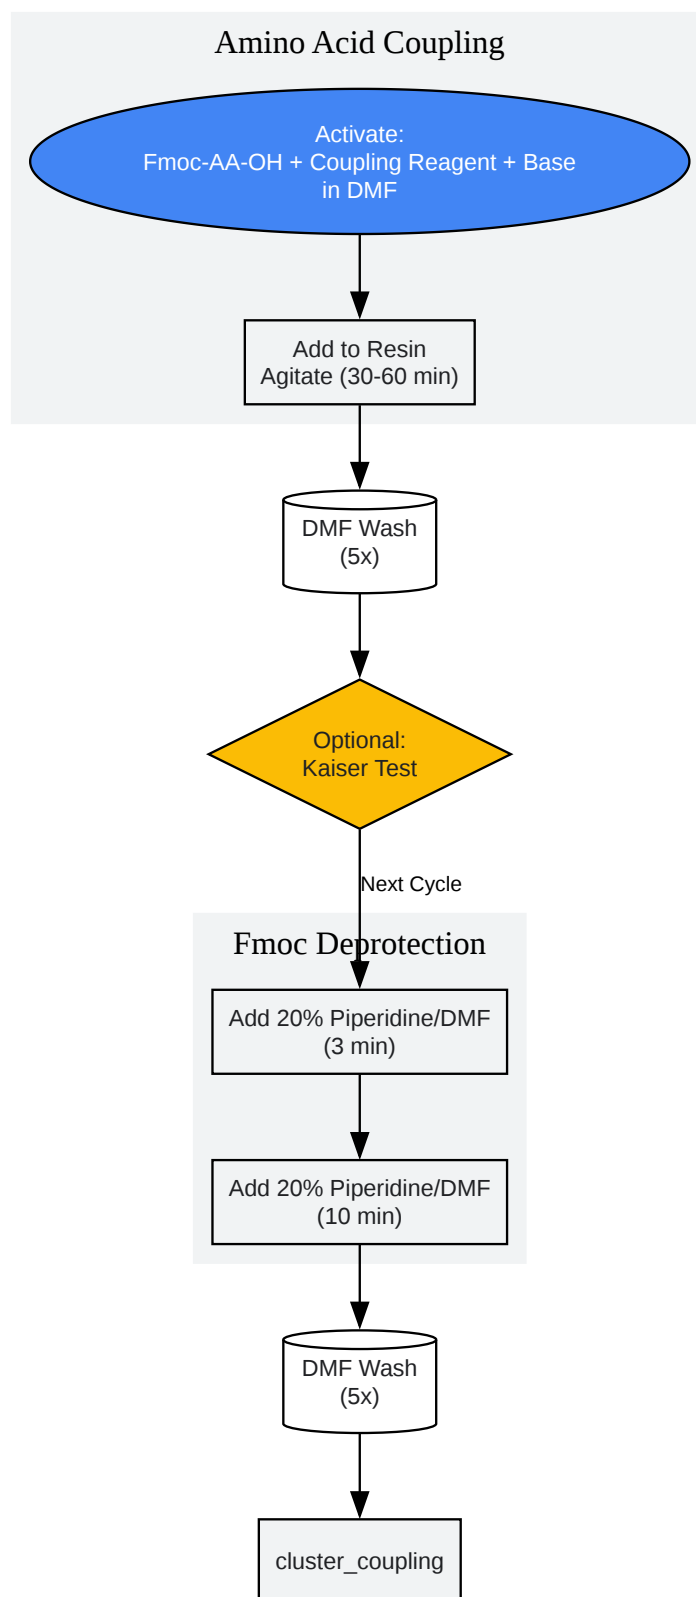 Amino Acid Coupling
Activate:
Fmoc-AA-OH + Coupling Reagent + Base
in DMF
Add to Resin
Agitate (30-60 min)
DMF Wash
(5x)
Optional:
Kaiser Test
Next Cycle
Fmoc Deprotection
Add 20% Piperidine/DMF
(3 min)
Add 20% Piperidine/DMF
(10 min)
DMF Wash
(5x)
cluster_coupling